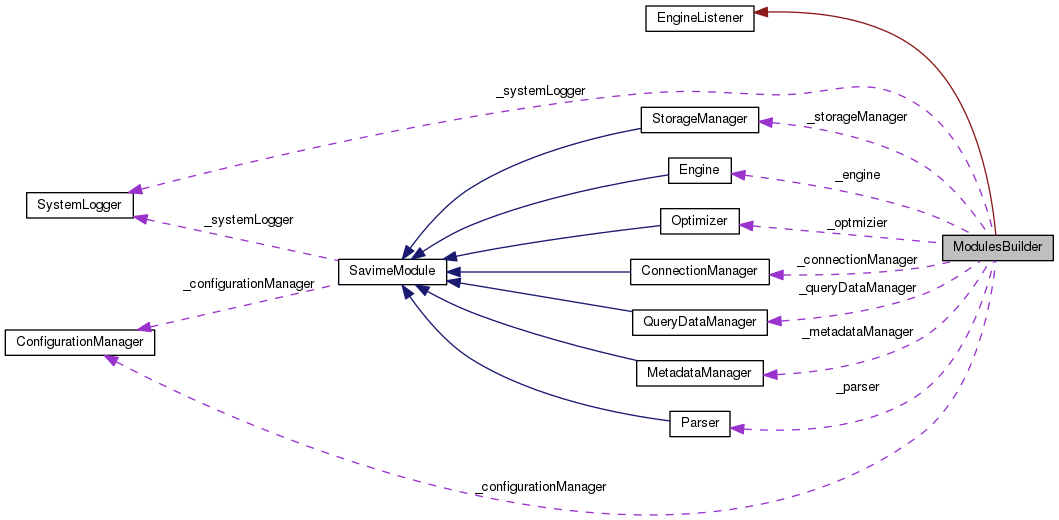 EngineListener
_systemLogger
_storageManager
StorageManager
Engine
_engine
SystemLogger
_systemLogger
Optimizer
_optmizier
ModulesBuilder
_connectionManager
SavimeModule
ConnectionManager
_configurationManager
_queryDataManager
QueryDataManager
_metadataManager
ConfigurationManager
MetadataManager
_parser
Parser
_configurationManager